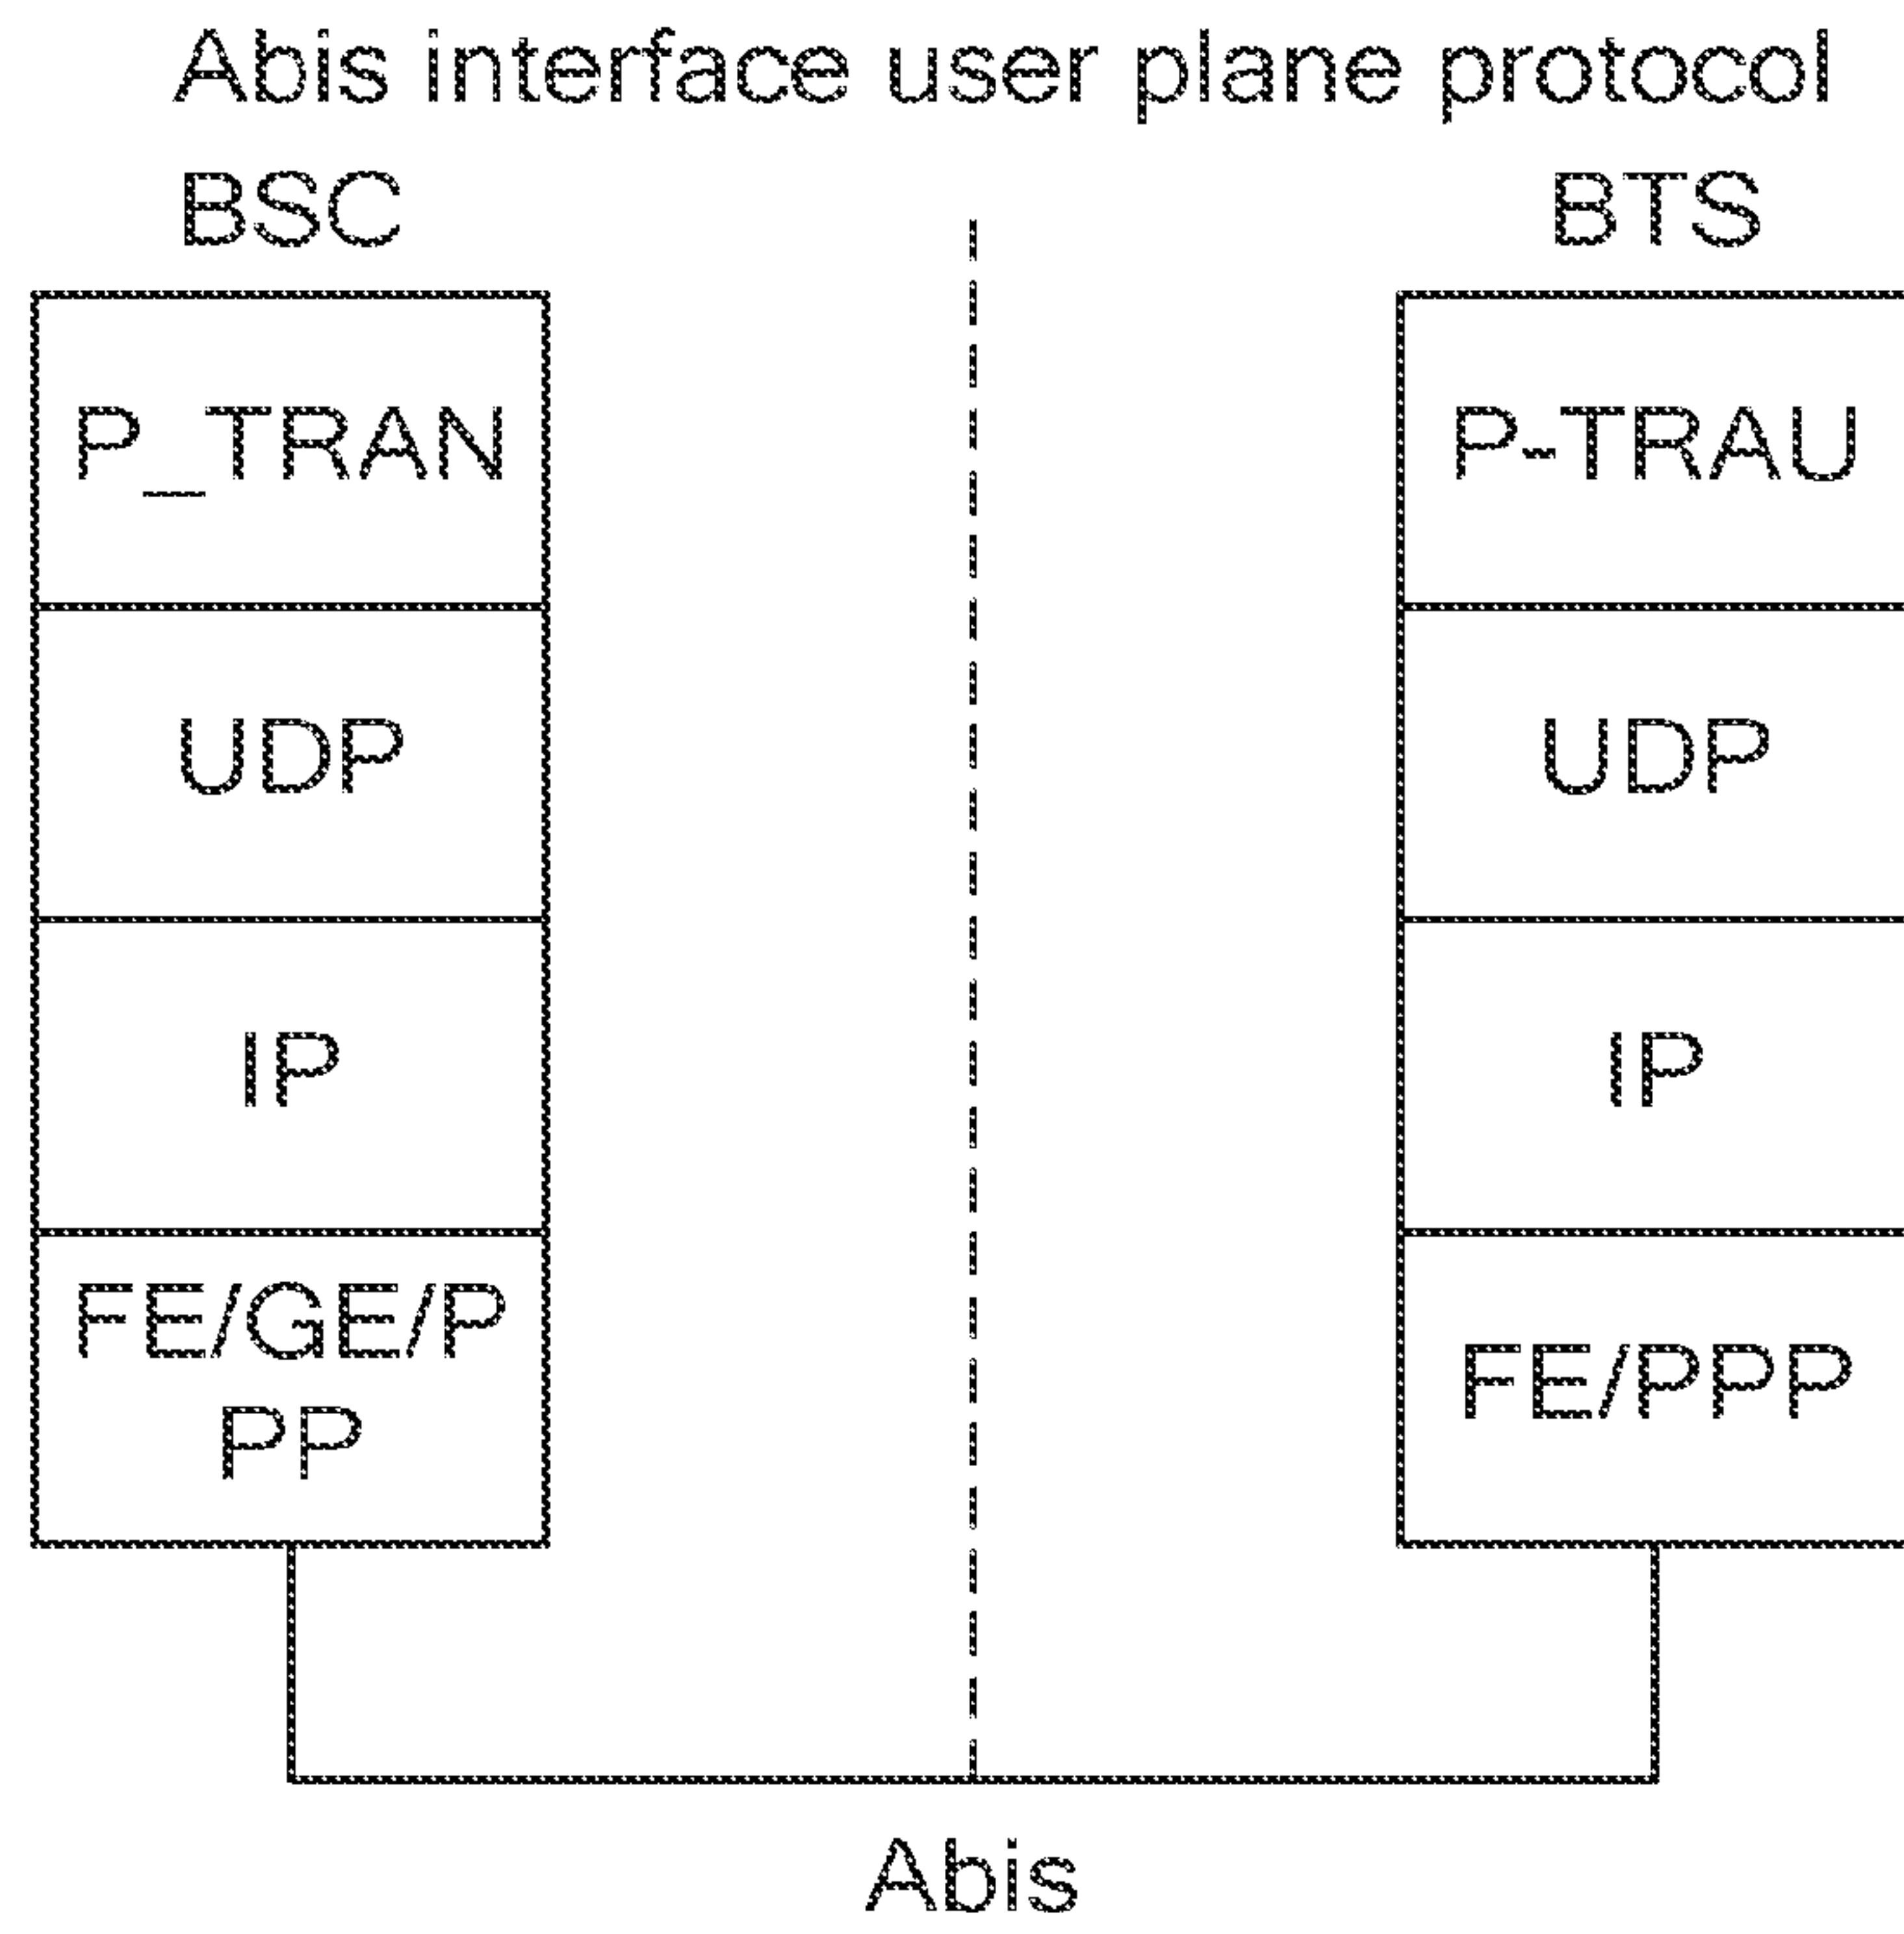 Abis interface user plane protocol
BSC
BTS
P_TRAN
P-TRAU
UDP
UDP
IP
IP
FE/GE/P
PP
FE/PPP
Abis